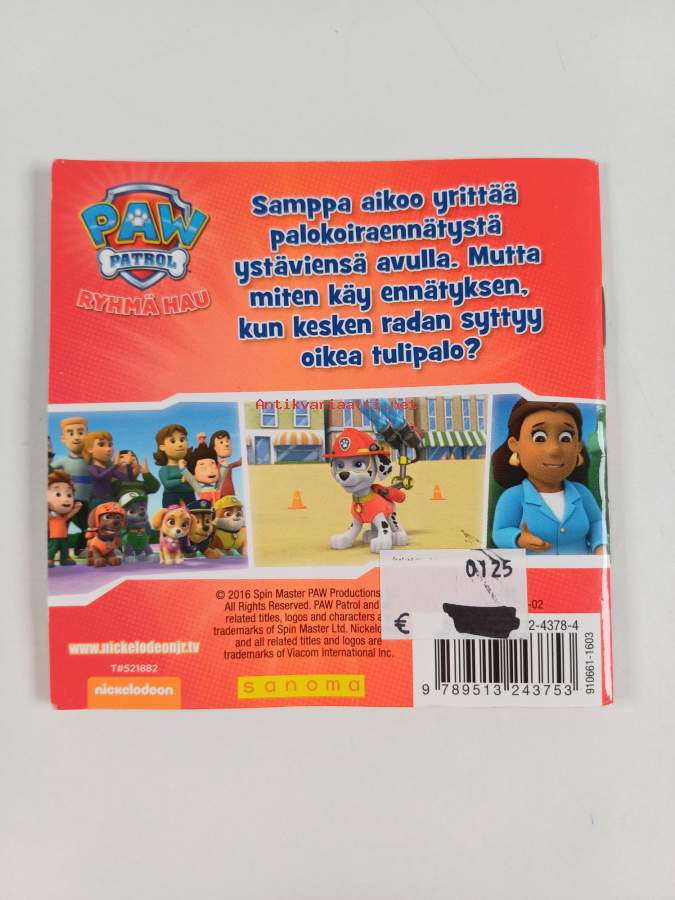 PAW
PATROL
RYHMÄ HAU
Samppa aikoo yrittää
palokoiraennätystä
ystäviensä avulla. Mutta
miten käy ennätyksen,
kun kesken radan syttyy
oikea tulipalo?
Antikvariaatti.net
© 2016 Spin Master PAW Productions
All Rights Reserved. PAW Patrol and
related titles, logos and characters a
trademarks of Spin Master Ltd. Nickelo
and all related titles and logos are
trademarks of Viacom International Inc.
www.nickelodeonjr.tv
T#521882
nickelodeon
sanoma
0125
€
-02
2-4378-4
9 789513 243753
910661-1603